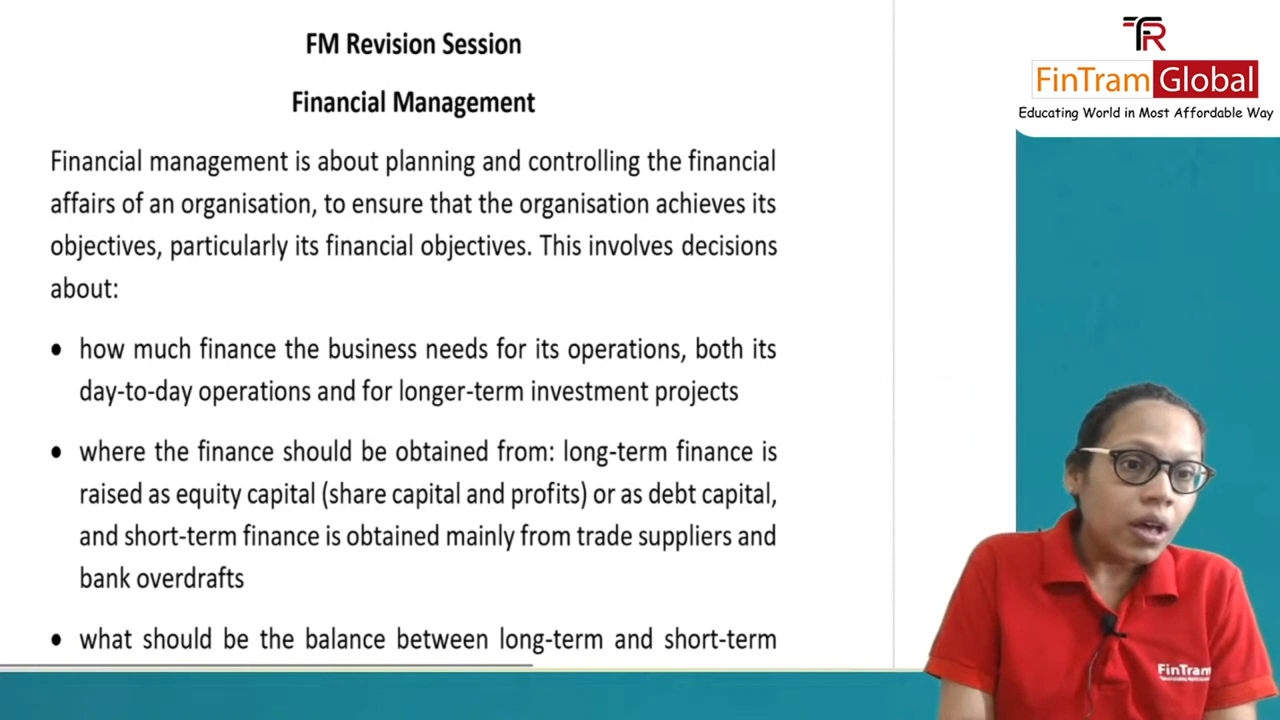 FM Revision Session
Financial Management
Financial management is about planning and controlling the financial
affairs of an organisation, to ensure that the organisation achieves its
objectives, particularly its financial objectives. This involves decisions
about:
• how much finance the business needs for its operations, both its
day-to-day operations and for longer-term investment projects
• where the finance should be obtained from: long-term finance is
raised as equity capital (share capital and profits) or as debt capital,
and short-term finance is obtained mainly from trade suppliers and
bank overdrafts
• what should be the balance between long-term and short-term
FinTram Global
Educating World in Most Affordable Way
FinTram